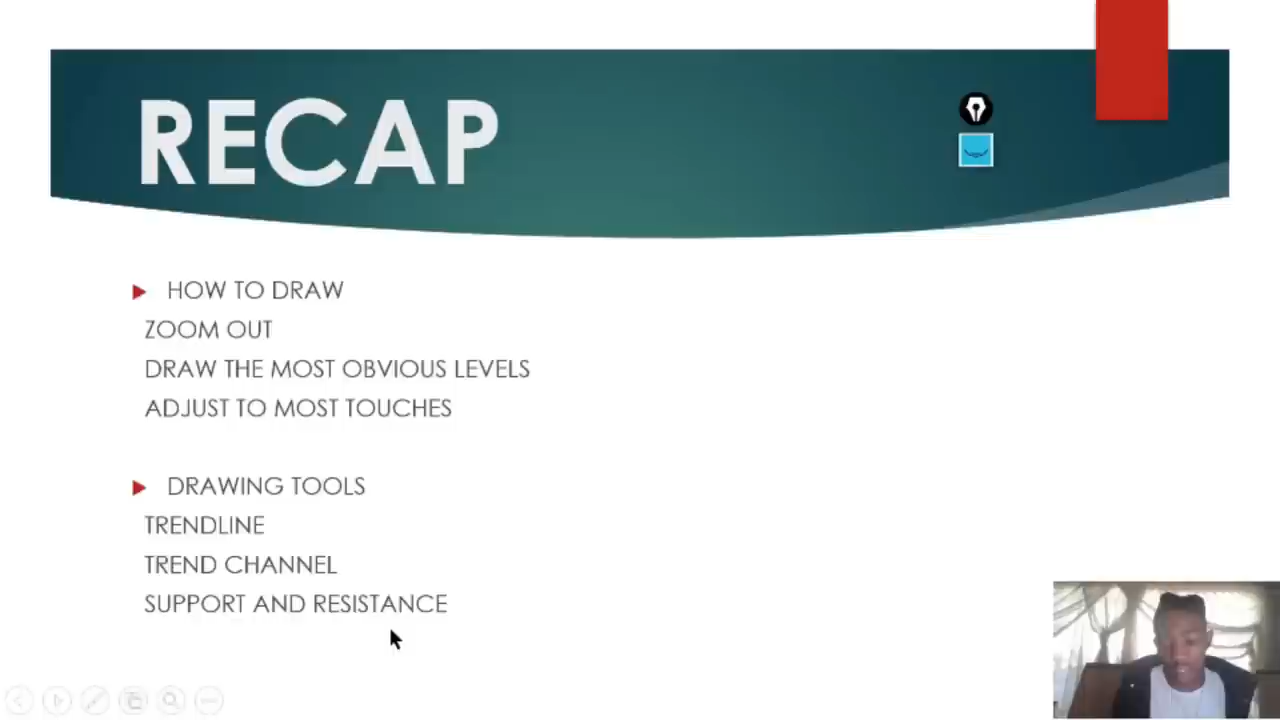 RECAP
HOW TO DRAW
ZOOM OUT
DRAW THE MOST OBVIOUS LEVELS
ADJUST TO MOST TOUCHES
DRAWING TOOLS
TRENDLINE
TREND CHANNEL
SUPPORT AND RESISTANCE